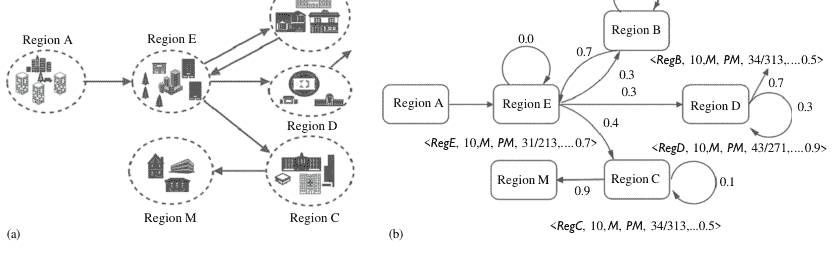 Region A
Region E
Region D
Region M
Region C
(a)
Region B
0.0
0.7
0.3
0.3
<RegB, 10,M, PM, 34/313,....0.5>
0.7
Region A
Region E
Region D
0.3
0.4
<RegE, 10,M, PM, 31/213,....0.7>
<RegD, 10,M, PM, 43/271,....0.9>
Region M
0.9
Region C
0.1
(b)
<RegC, 10,M, PM, 34/313,...0.5>